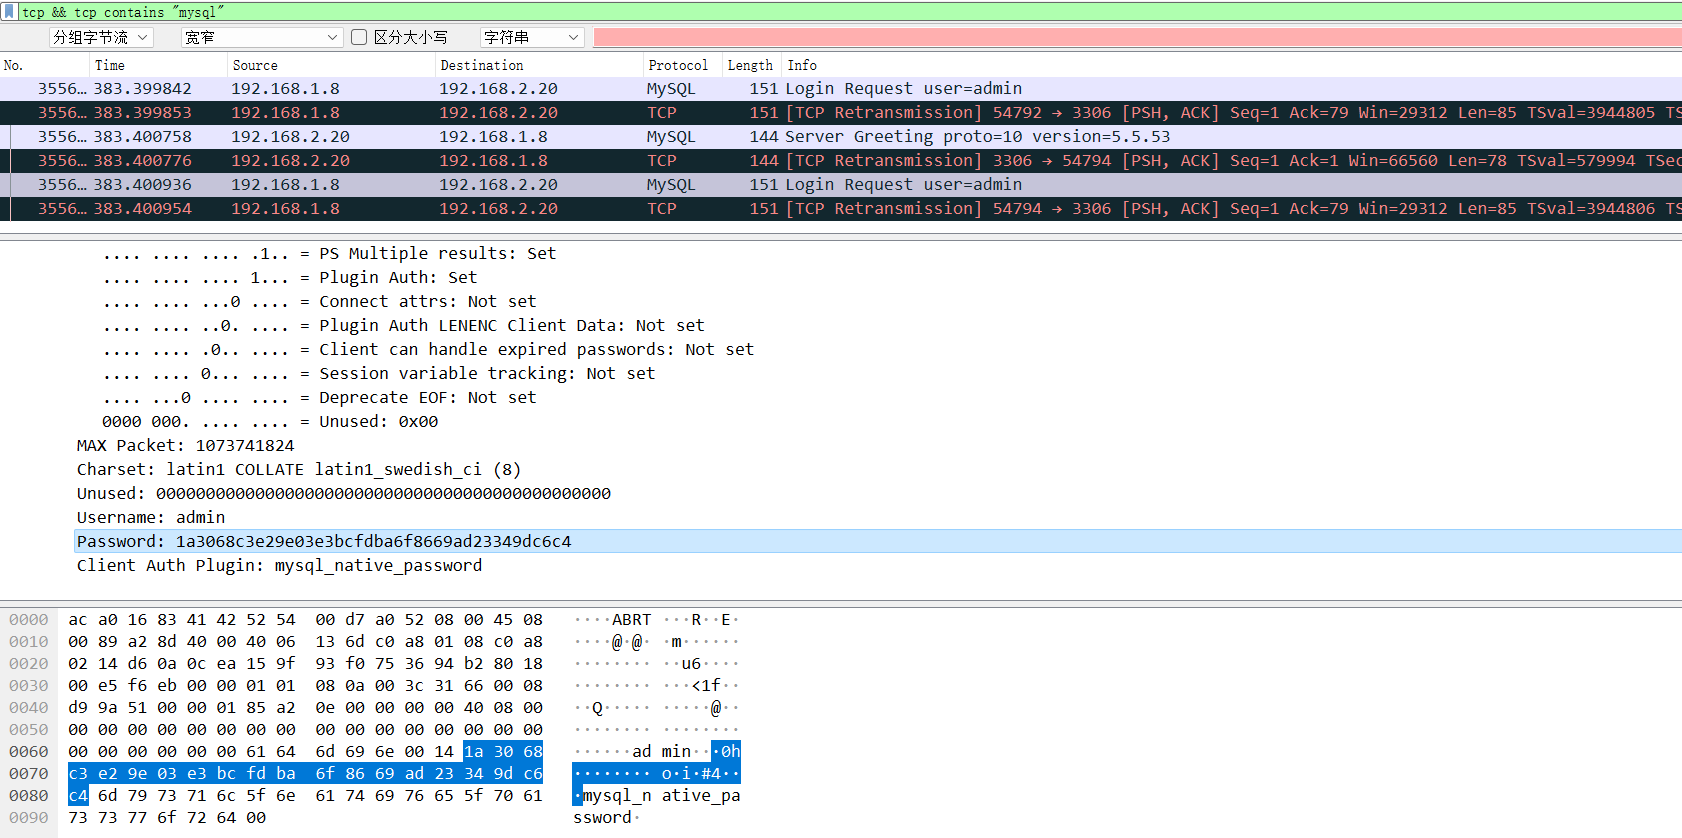 tcp && tcp contains "mysql"
分组字节流 宽窄 区分大小写 字符串
No. Time Source Destination Protocol Length Info
3556… 383.399842 192.168.1.8 192.168.2.20 MySQL 151 Login Request user=admin
3556… 383.399853 192.168.1.8 192.168.2.20 TCP 151 [TCP Retransmission] 54792 → 3306 [PSH, ACK] Seq=1 Ack=79 Win=29312 Len=85 TSval=3944805 TS
3556… 383.400758 192.168.2.20 192.168.1.8 MySQL 144 Server Greeting proto=10 version=5.5.53
3556… 383.400776 192.168.2.20 192.168.1.8 TCP 144 [TCP Retransmission] 3306 → 54794 [PSH, ACK] Seq=1 Ack=1 Win=66560 Len=78 TSval=579994 TSec
3556… 383.400936 192.168.1.8 192.168.2.20 MySQL 151 Login Request user=admin
3556… 383.400954 192.168.1.8 192.168.2.20 TCP 151 [TCP Retransmission] 54794 → 3306 [PSH, ACK] Seq=1 Ack=79 Win=29312 Len=85 TSval=3944806 TS
.... .... .... .1.. = PS Multiple results: Set
.... .... .... 1... = Plugin Auth: Set
.... .... ...0 .... = Connect attrs: Not set
.... .... ..0. .... = Plugin Auth LENENC Client Data: Not set
.... .... .0.. .... = Client can handle expired passwords: Not set
.... .... 0... .... = Session variable tracking: Not set
.... ...0 .... .... = Deprecate EOF: Not set
0000 000. .... .... = Unused: 0x00
MAX Packet: 1073741824
Charset: latin1 COLLATE latin1_swedish_ci (8)
Unused: 0000000000000000000000000000000000000000000000
Username: admin
Password: 1a3068c3e29e03e3bcfdba6f8669ad23349dc6c4
Client Auth Plugin: mysql_native_password
0000 ac a0 16 83 41 42 52 54 00 d7 a0 52 08 00 45 08 ····ABRT ···R··E·
0010 00 89 a2 8d 40 00 40 06 13 6d c0 a8 01 08 c0 a8 ····@·@· ·m······
0020 02 14 d6 0a 0c ea 15 9f 93 f0 75 36 94 b2 80 18 ········ ··u6····
0030 00 e5 f6 eb 00 00 01 01 08 0a 00 3c 31 66 00 08 ········ ···<1f··
0040 d9 9a 51 00 00 01 85 a2 0e 00 00 00 00 40 08 00 ··Q····· ·····@··
0050 00 00 00 00 00 00 00 00 00 00 00 00 00 00 00 00 ········ ········
0060 00 00 00 00 00 00 61 64 6d 69 6e 00 14 1a 30 68 ······ad min···0h
0070 c3 e2 9e 03 e3 bc fd ba 6f 86 69 ad 23 34 9d c6 ········ o·i·#4··
0080 c4 6d 79 73 71 6c 5f 6e 61 74 69 76 65 5f 70 61 ·mysql_n ative_pa
0090 73 73 77 6f 72 64 00 ssword·